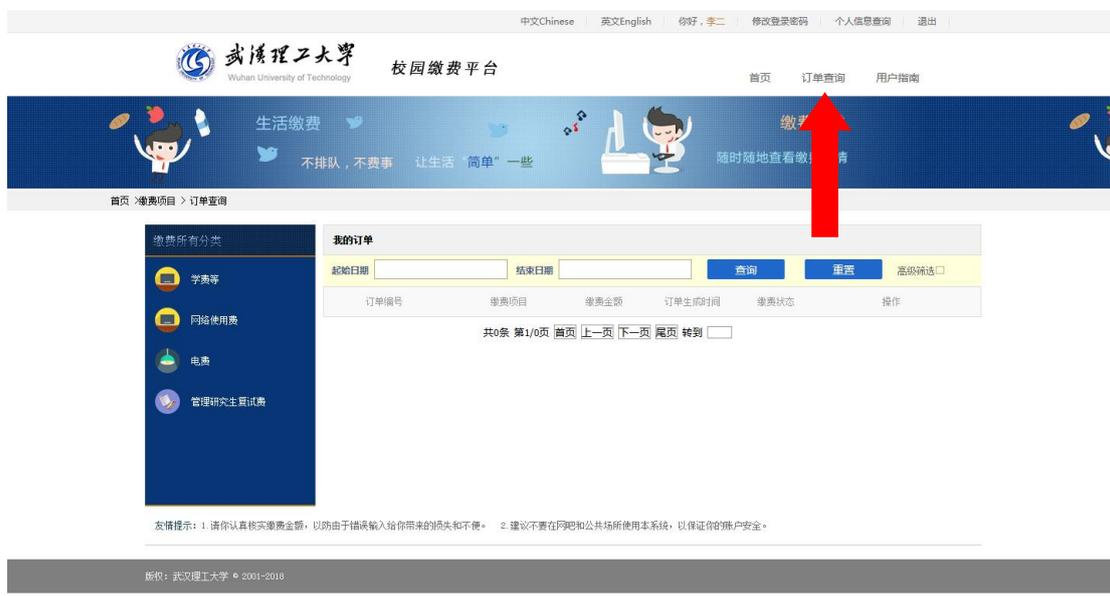 中文Chinese 英文English 你好，李二 修改登录密码 个人信息查询 退出
武汉理工大学
Wuhan University of Technology
校园缴费平台
首页 订单查询 用户指南
生活缴费
不排队，不费事 让生活“简单”一些
缴费
随时随地查看缴
首页 >缴费项目 > 订单查询
缴费所有分类
学费等
网络使用费
电费
管理研究生复试费
我的订单
起始日期 结束日期 查询 重置 高级筛选
订单编号 缴费项目 缴费金额 订单生成时间 缴费状态 操作
共0条 第1/0页 首页 上一页 下一页 尾页 转到
友情提示：1.请你认真核实缴费金额，以防由于错误输入给你带来的损失和不便。 2.建议不要在网吧和公共场所使用本系统，以保证你的账户安全。
版权：武汉理工大学 © 2001-2018